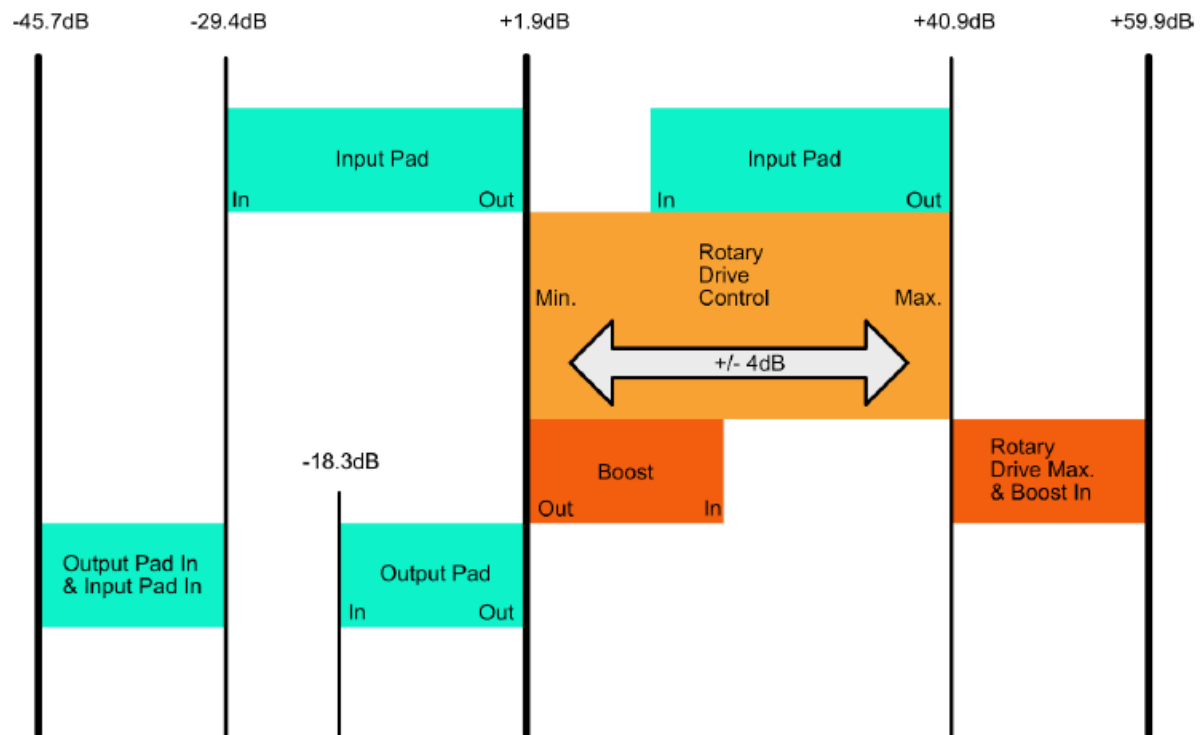 -45.7dB
-29.4dB
+1.9dB
+40.9dB
+59.9dB
Input Pad
In
Out
Input Pad
In
Out
Rotary
Drive
Control
Min.
Max.
+/- 4dB
-18.3dB
Boost
Out
In
Rotary
Drive Max.
& Boost In
Output Pad In
& Input Pad In
Output Pad
In
Out